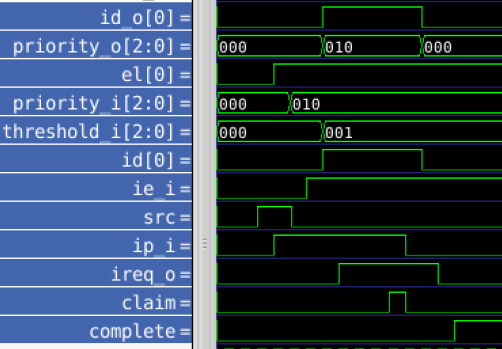 id_o[0]=
priority_o[2:0]= 000 010 000
el[0]=
priority_i[2:0]= 000 010
threshold_i[2:0]= 000 001
id[0]=
ie_i=
src=
ip_i=
ireq_o=
claim=
complete=